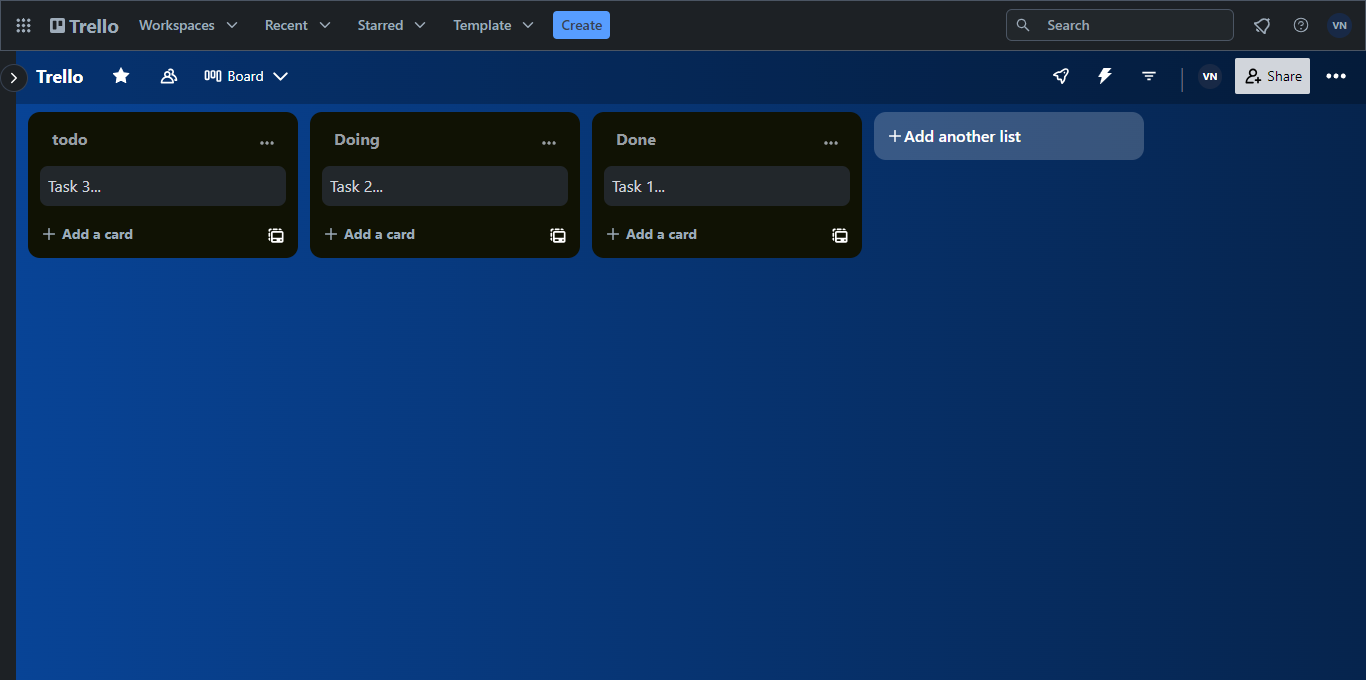 Trello Workspaces Recent Starred Template Create Search VN
Trello Board VN Share
todo
Task 3...
Add a card
Doing
Task 2...
Add a card
Done
Task 1...
Add a card
+ Add another list